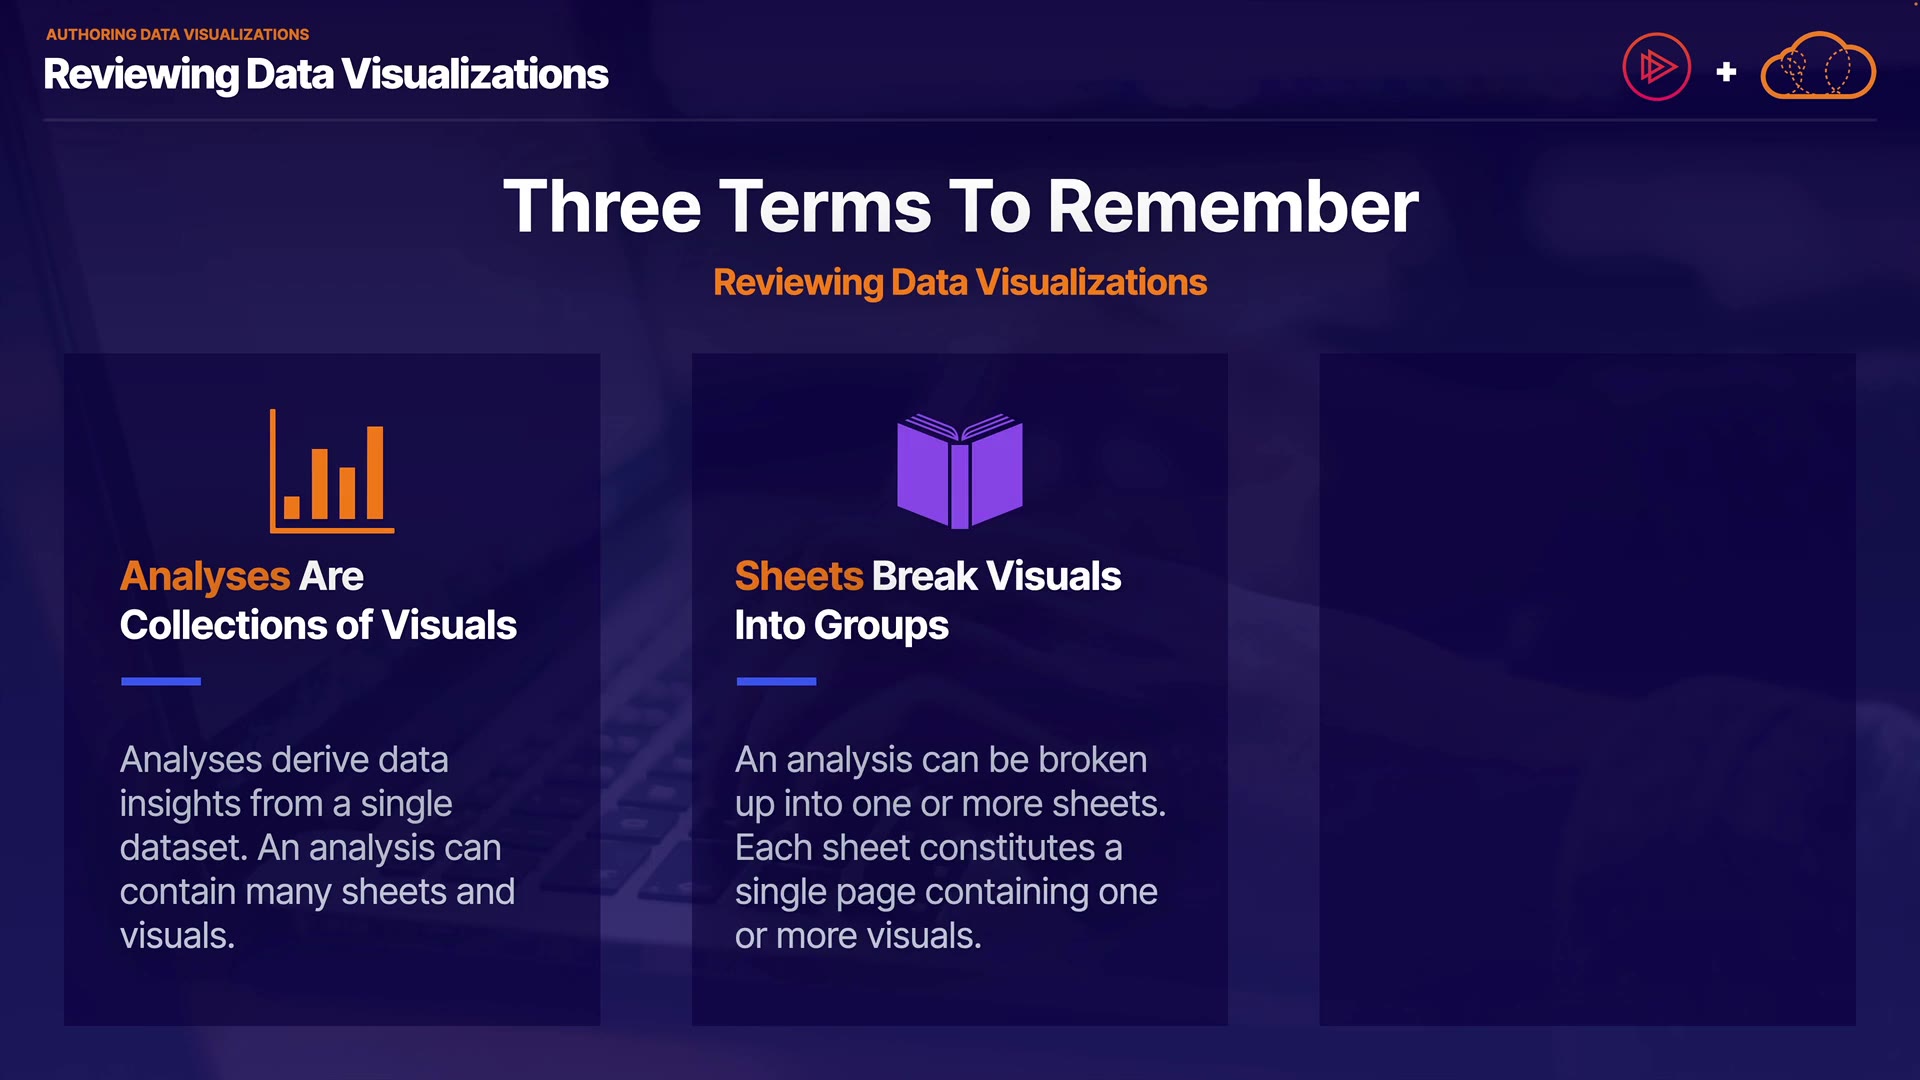 AUTHORING DATA VISUALIZATIONS
Reviewing Data Visualizations
+
Three Terms To Remember
Reviewing Data Visualizations
Analyses Are
Collections of Visuals
Analyses derive data
insights from a single
dataset. An analysis can
contain many sheets and
visuals.
Sheets Break Visuals
Into Groups
An analysis can be broken
up into one or more sheets.
Each sheet constitutes a
single page containing one
or more visuals.